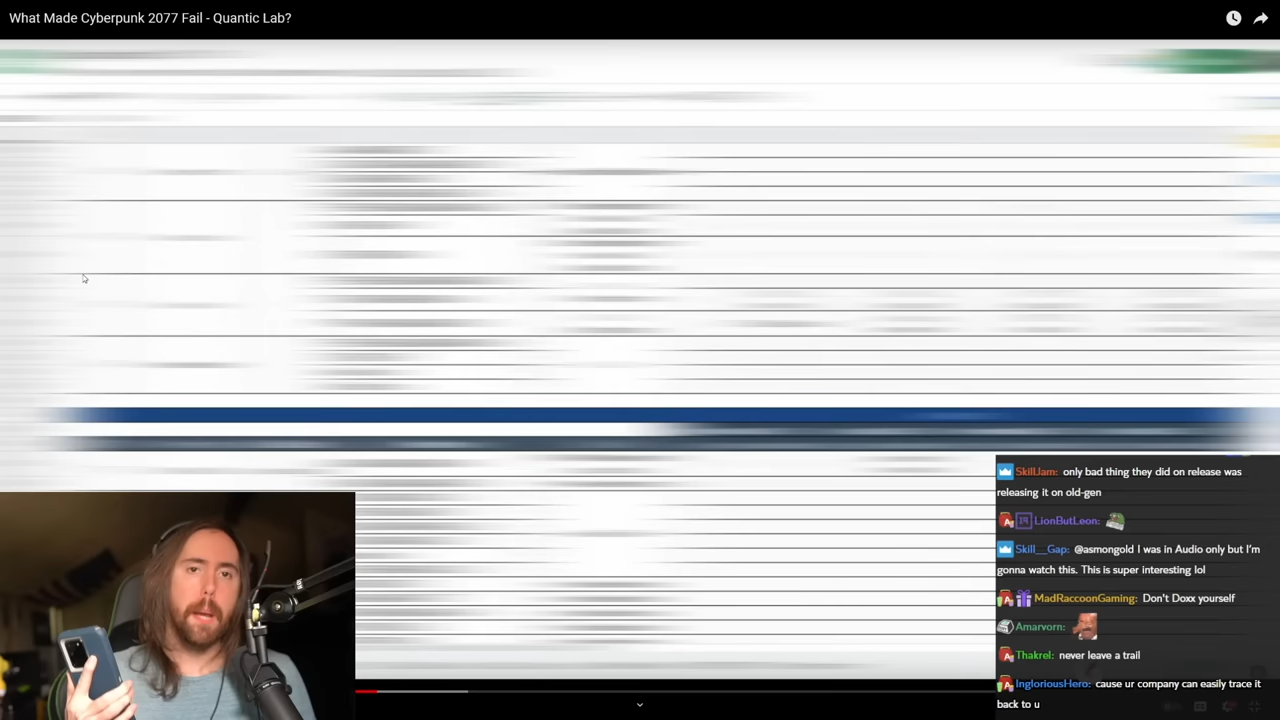 What Made Cyberpunk 2077 Fail - Quantic Lab?
SkillJam: only bad thing they did on release was
releasing it on old-gen
LionButLeon:
Skill__Gap: @asmongold I was in Audio only but I'm
gonna watch this. This is super interesting lol
MadRaccoonGaming: Don't Doxx yourself
Amarvorn:
Thakrel: never leave a trail
IngloriousHero: cause ur company can easily trace it
back to u